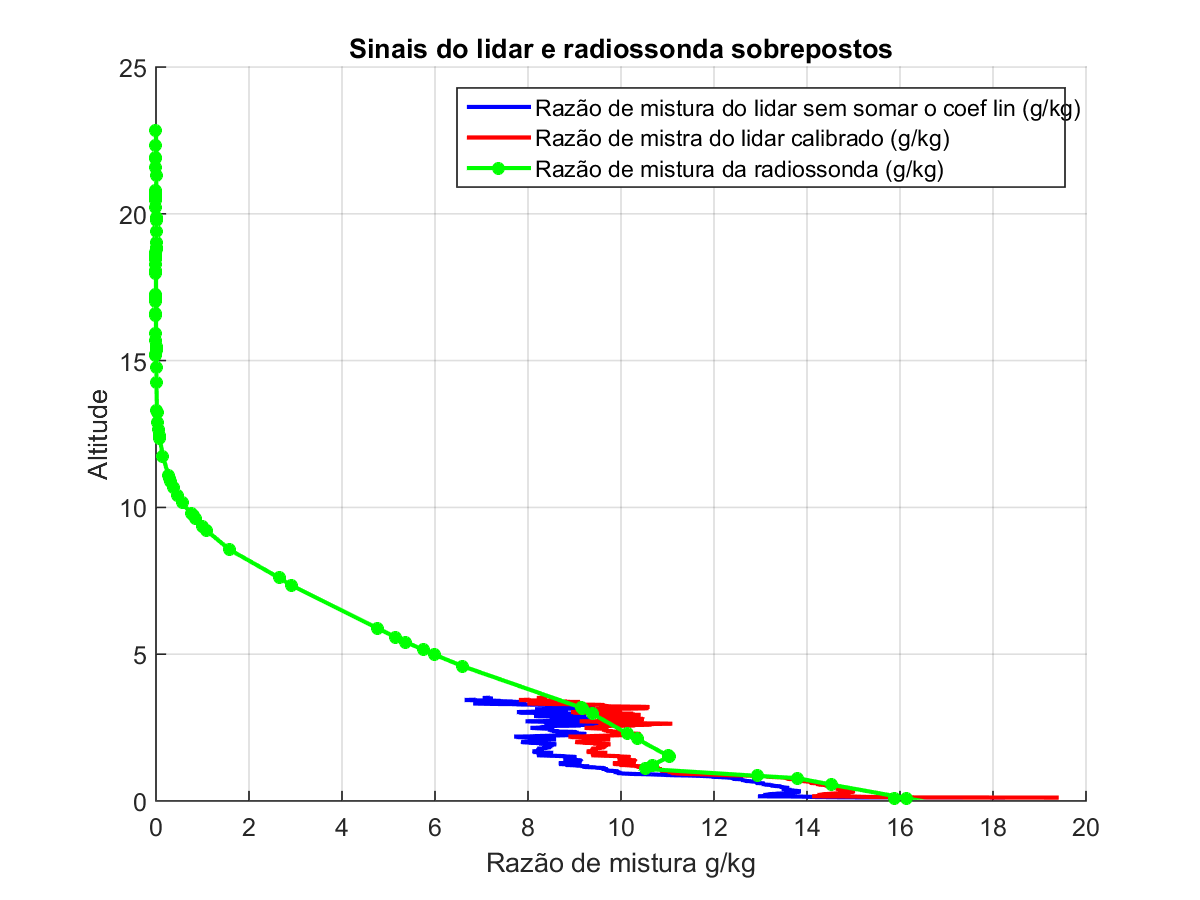 Sinais do lidar e radiossonda sobrepostos
Razão de mistura do lidar sem somar o coef lin (g/kg)
Razão de mistra do lidar calibrado (g/kg)
Razão de mistura da radiossonda (g/kg)
25
20
15
10
5
0
Altitude
0 2 4 6 8 10 12 14 16 18 20
Razão de mistura g/kg